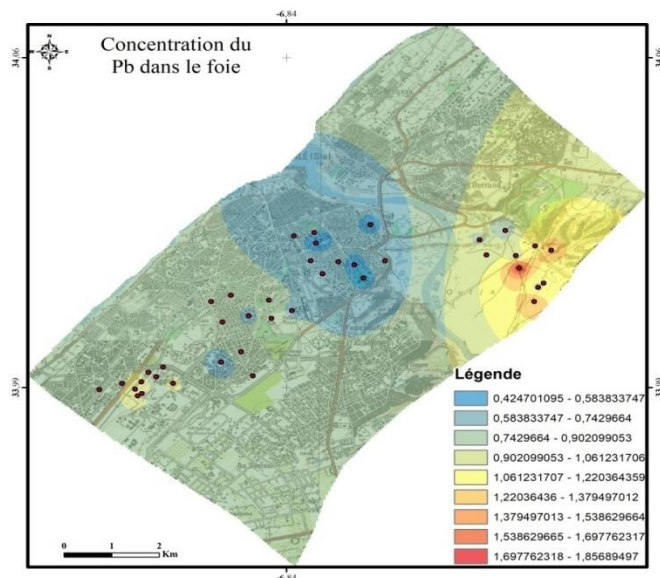 -6,84
34,06
34,06
Concentration du
Pb dans le foie
N
W
E
S
33,99
33,99
Légende
0,424701095 - 0,583833747
0,583833747 - 0,7429664
0,7429664 - 0,902099053
0,902099053 - 1,061231706
1,061231707 - 1,220364359
1,22036436 - 1,379497012
1,379497013 - 1,538629664
1,538629665 - 1,697762317
1,697762318 - 1,85689497
0
1
2
Km
-6,84